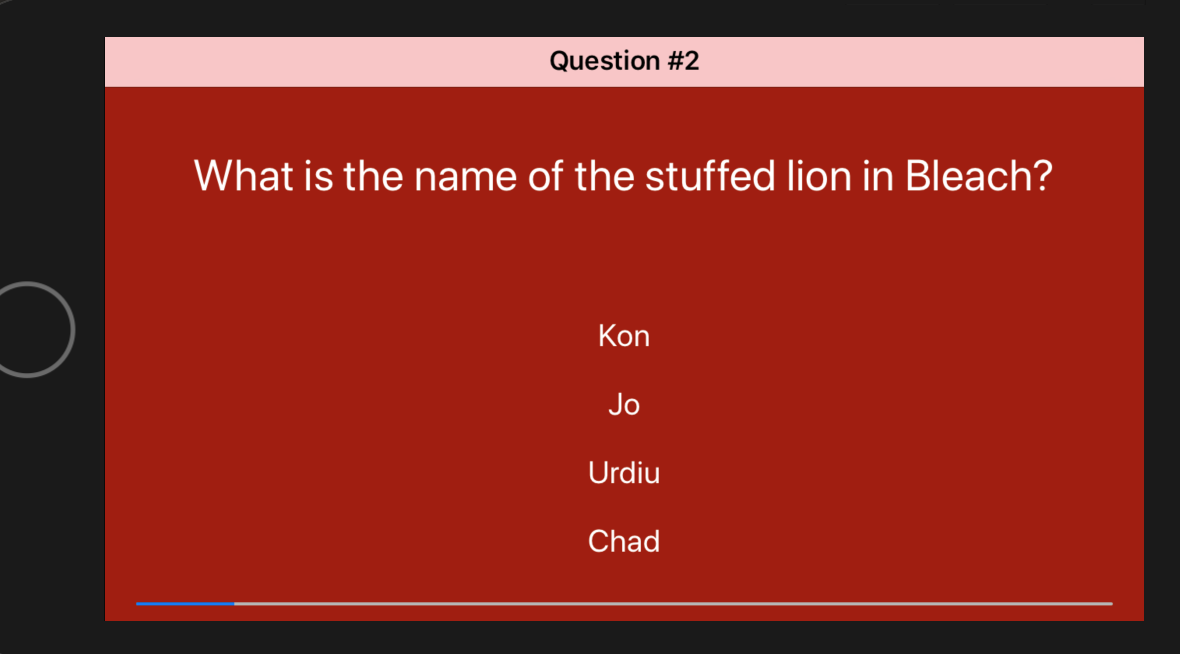 Question #2
What is the name of the stuffed lion in Bleach?
Kon
Jo
Urdiu
Chad